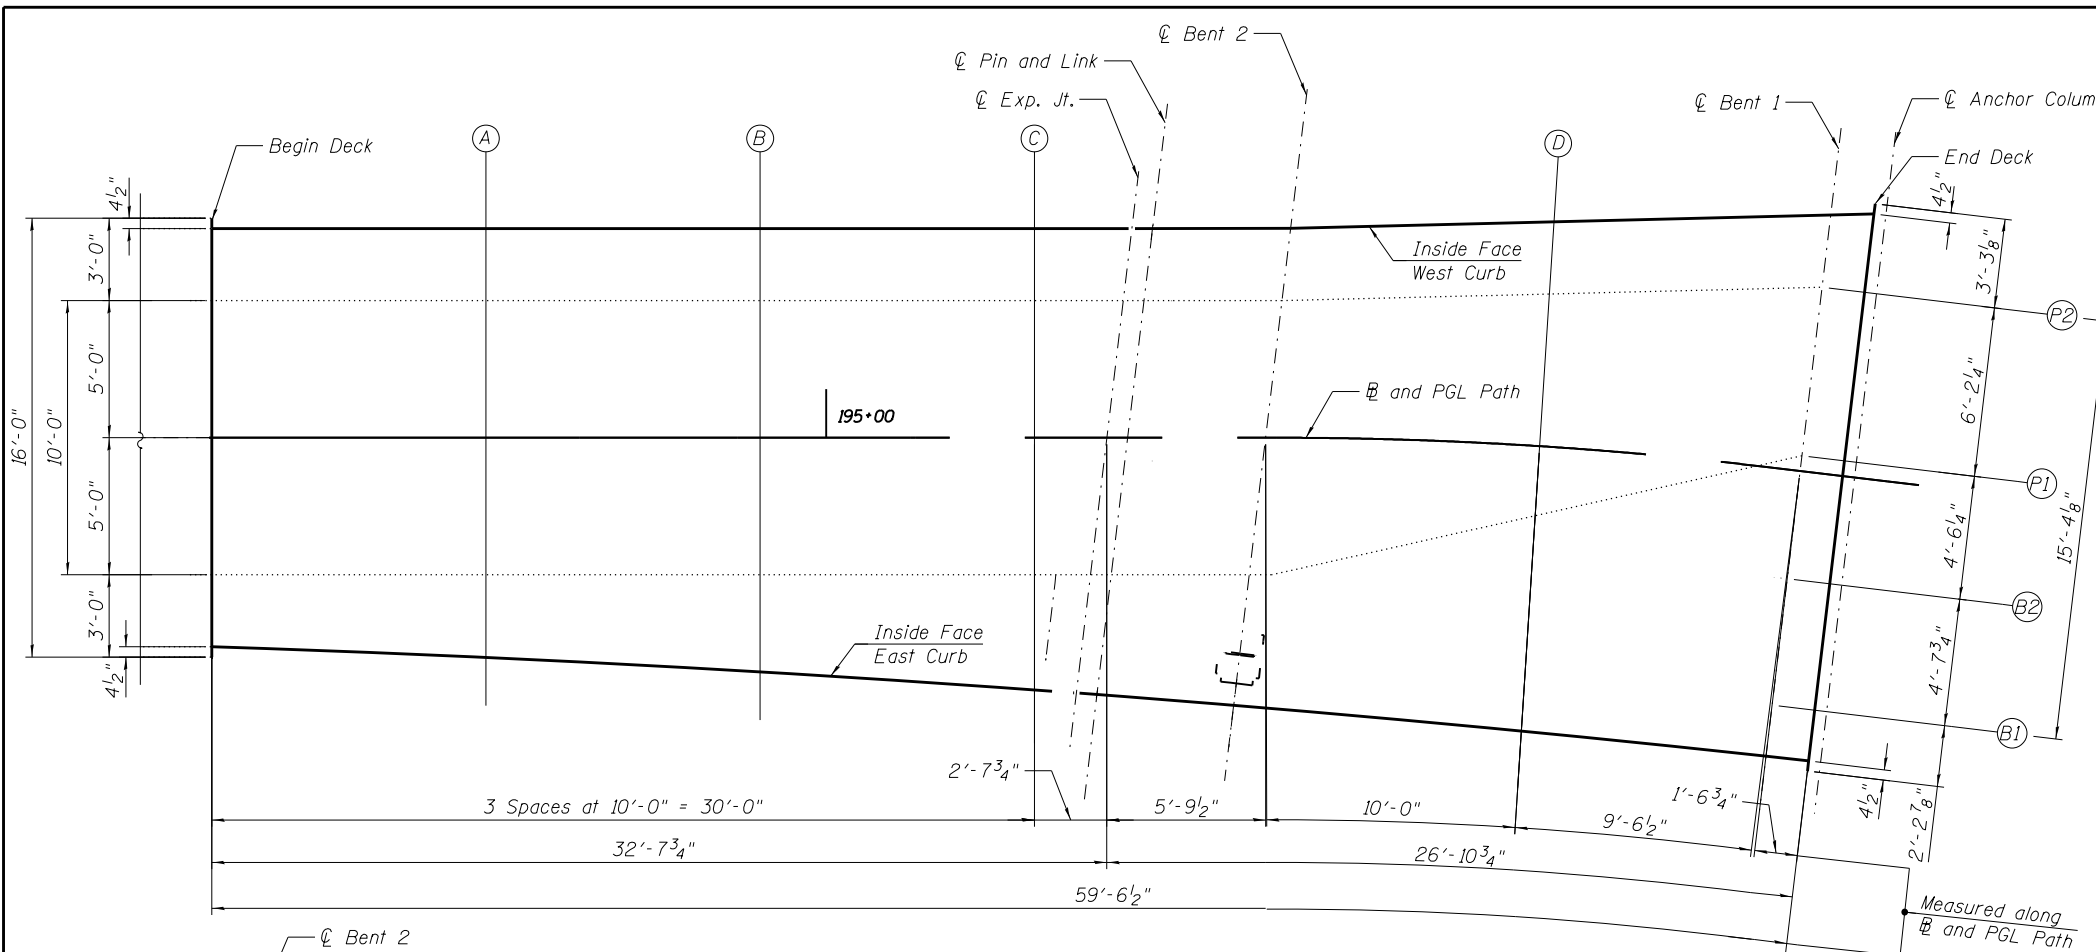 ℄ Bent 2
℄ Pin and Link
℄ Exp. Jt.
℄ Bent 1
℄ Anchor Colum
Begin Deck
A
B
C
D
End Deck
4½"
4½"
3'-0"
3'-3⅛"
Inside Face
West Curb
P2
5'-0"
6'-2¼"
16'-0"
10'-0"
195+00
℔ and PGL Path
P1
5'-0"
4'-6¼"
15'-4⅛"
B2
3'-0"
Inside Face
East Curb
4'-7¾"
B1
4½"
2'-7¾"
3 Spaces at 10'-0" = 30'-0"
5'-9½"
10'-0"
9'-6½"
1'-6¾"
4½"
2'-2⅞"
32'-7¾"
26'-10¾"
59'-6½"
Measured along
℔ and PGL Path
℄ Bent 2